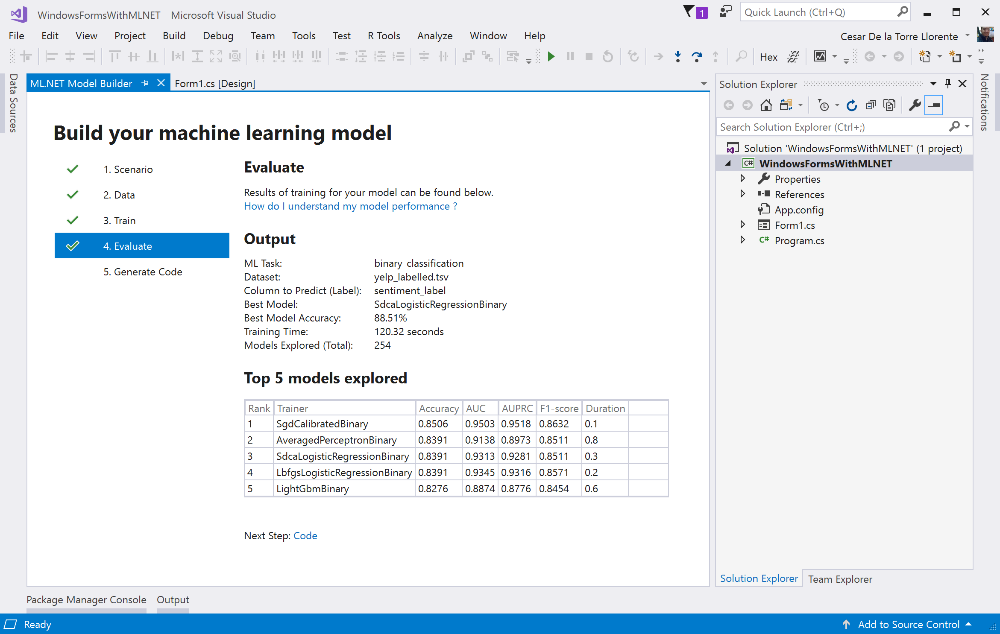 WindowsFormsWithMLNET - Microsoft Visual Studio
1
Quick Launch (Ctrl+Q)
File Edit View Project Build Debug Team Tools Test R Tools Analyze Window Help
Cesar De la Torre Llorente
Hex
Data Sources
ML.NET Model Builder
Form1.cs [Design]
Build your machine learning model
1. Scenario
2. Data
3. Train
4. Evaluate
5. Generate Code
Evaluate
Results of training for your model can be found below.
How do I understand my model performance ?
Output
ML Task: binary-classification
Dataset: yelp_labelled.tsv
Column to Predict (Label): sentiment_label
Best Model: SdcaLogisticRegressionBinary
Best Model Accuracy: 88.51%
Training Time: 120.32 seconds
Models Explored (Total): 254
Top 5 models explored
Rank Trainer Accuracy AUC AUPRC F1-score Duration
1 SgdCalibratedBinary 0.8506 0.9503 0.9518 0.8632 0.1
2 AveragedPerceptronBinary 0.8391 0.9138 0.8973 0.8511 0.8
3 SdcaLogisticRegressionBinary 0.8391 0.9313 0.9281 0.8511 0.3
4 LbfgsLogisticRegressionBinary 0.8391 0.9345 0.9316 0.8571 0.2
5 LightGbmBinary 0.8276 0.8874 0.8776 0.8454 0.6
Next Step: Code
Solution Explorer
Search Solution Explorer (Ctrl+;)
Solution 'WindowsFormsWithMLNET' (1 project)
C# WindowsFormsWithMLNET
Properties
References
App.config
Form1.cs
C# Program.cs
Solution Explorer
Team Explorer
Notifications
Package Manager Console
Output
Ready
Add to Source Control